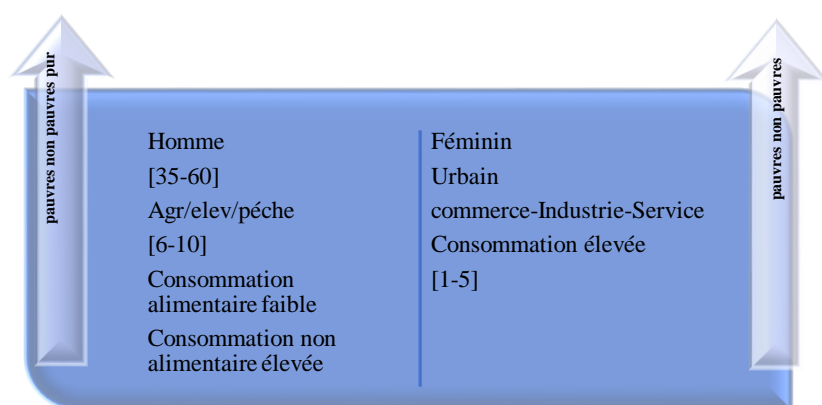 pauvres non pauvres pur
Homme
[35-60]
Agr/elev/péche
[6-10]
Consommation
alimentaire faible
Consommation non
alimentaire élevée
Féminin
Urbain
commerce-Industrie-Service
Consommation élevée
[1-5]
pauvres non pauvres